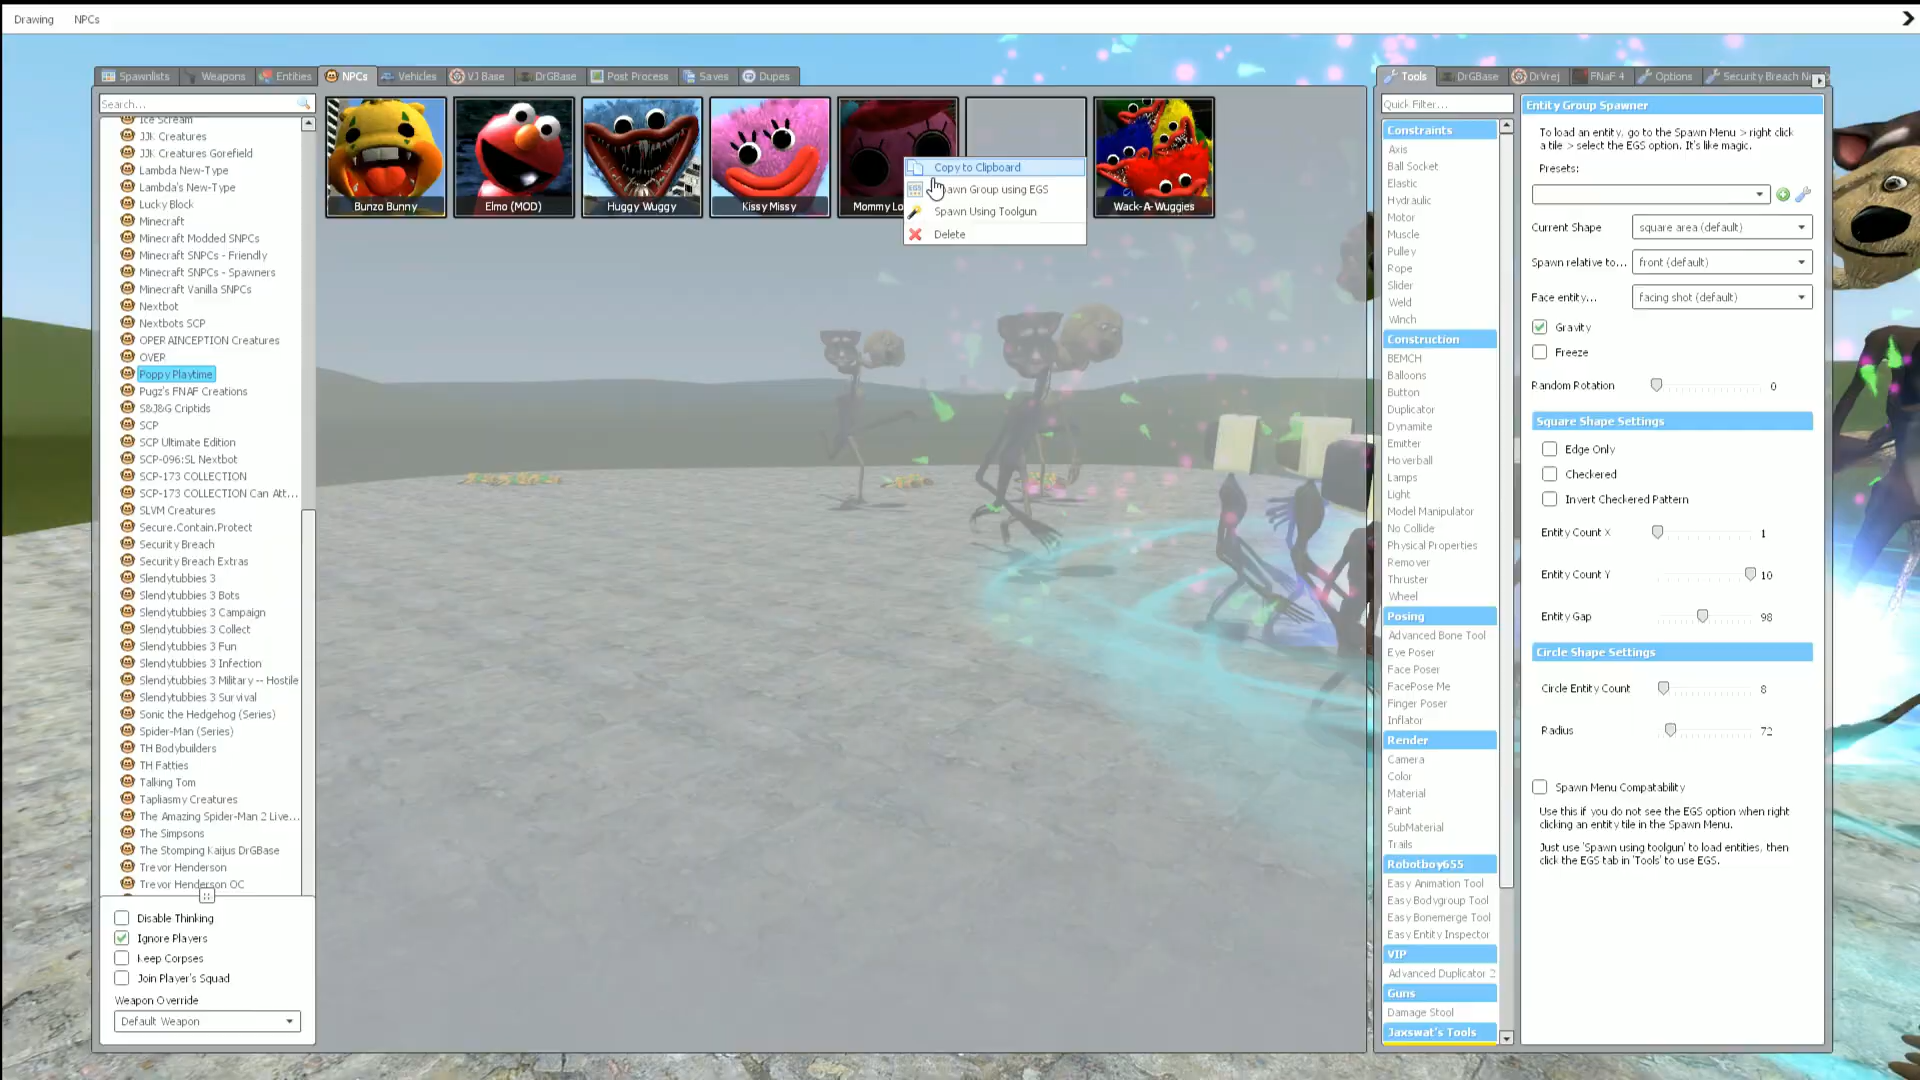 Drawing NPCs
Spawnlists Weapons Entities NPCs Vehicles VJ Base DrGBase Post Process Saves Dupes
Search...
Ice Scream
JJK Creatures
JJK Creatures Gorefield
Lambda New-Type
Lambda's New-Type
Lucky Block
Minecraft
Minecraft Modded SNPCs
Minecraft SNPCs - Friendly
Minecraft SNPCs - Spawners
Minecraft Vanilla SNPCs
Nextbot
Nextbots SCP
OPER AINCEPTION Creatures
OVER
Poppy Playtime
Pugz's FNAF Creations
S&J&G Criptids
SCP
SCP Ultimate Edition
SCP-096:SL Nextbot
SCP-173 COLLECTION
SCP-173 COLLECTION Can Att...
SLVM Creatures
Secure.Contain.Protect
Security Breach
Security Breach Extras
Slendytubbies 3
Slendytubbies 3 Bots
Slendytubbies 3 Campaign
Slendytubbies 3 Collect
Slendytubbies 3 Fun
Slendytubbies 3 Infection
Slendytubbies 3 Military -- Hostile
Slendytubbies 3 Survival
Sonic the Hedgehog (Series)
Spider-Man (Series)
TH Bodybuilders
TH Fatties
Talking Tom
Tapliasmy Creatures
The Amazing Spider-Man 2 Live...
The Simpsons
The Stomping Kaijus DrGBase
Trevor Henderson
Trevor Henderson OC
Disable Thinking
Ignore Players
Keep Corpses
Join Player's Squad
Weapon Override
Default Weapon
Bunzo Bunny
Elmo (MOD)
Huggy Wuggy
Kissy Missy
Mommy Lo
Wack-A-Wuggies
Copy to Clipboard
pawn Group using EGS
Spawn Using Toolgun
Delete
Tools DrGBase DrVrej FNaF 4 Options Security Breach N
Quick Filter...
Constraints
Axis
Ball Socket
Elastic
Hydraulic
Motor
Muscle
Pulley
Rope
Slider
Weld
Winch
Construction
BEMCH
Balloons
Button
Duplicator
Dynamite
Emitter
Hoverball
Lamps
Light
Model Manipulator
No Collide
Physical Properties
Remover
Thruster
Wheel
Posing
Advanced Bone Tool
Eye Poser
Face Poser
FacePose Me
Finger Poser
Inflator
Render
Camera
Color
Material
Paint
SubMaterial
Trails
Robotboy655
Easy Animation Tool
Easy Bodygroup Tool
Easy Bonemerge Tool
Easy Entity Inspector
VIP
Advanced Duplicator 2
Guns
Damage Stool
Jaxswat's Tools
Entity Group Spawner
To load an entity, go to the Spawn Menu > right click
a tile > select the EGS option. It's like magic.
Presets:
Current Shape square area (default)
Spawn relative to... front (default)
Face entity... facing shot (default)
Gravity
Freeze
Random Rotation 0
Square Shape Settings
Edge Only
Checkered
Invert Checkered Pattern
Entity Count X 1
Entity Count Y 10
Entity Gap 98
Circle Shape Settings
Circle Entity Count 8
Radius 72
Spawn Menu Compatability
Use this if you do not see the EGS option when right
clicking an entity tile in the Spawn Menu.
Just use 'Spawn using toolgun' to load entities, then
click the EGS tab in 'Tools' to use EGS.